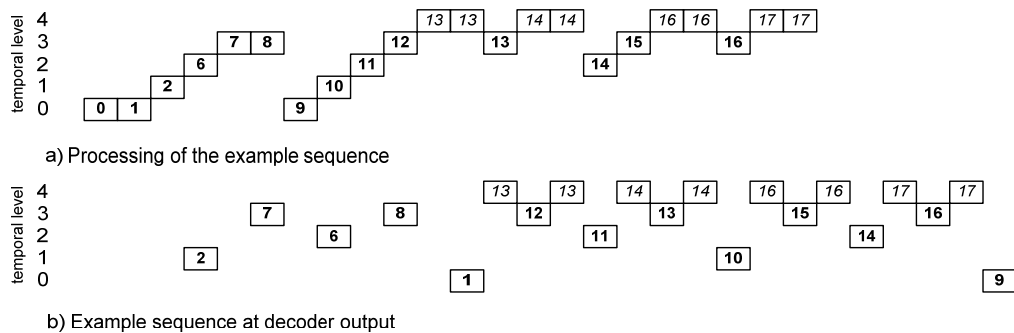 temporal level
4 13 13 14 14 16 16 17 17
3 7 8 12 13 15 16
2 6 11 14
1 2 10
0 0 1 9
a) Processing of the example sequence
temporal level
4 13 13 14 14 16 16 17 17
3 7 8 12 13 15 16
2 6 11 14
1 2 10
0 1 9
b) Example sequence at decoder output